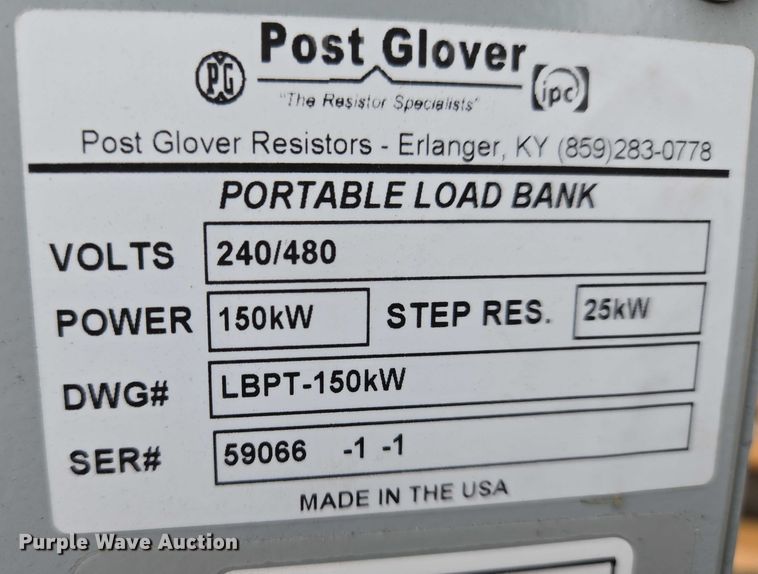 PG Post Glover ipc
"The Resistor Specialists"
Post Glover Resistors - Erlanger, KY (859)283-0778
PORTABLE LOAD BANK
VOLTS 240/480
POWER 150kW STEP RES. 25kW
DWG# LBPT-150kW
SER# 59066 -1 -1
MADE IN THE USA
Purple Wave Auction